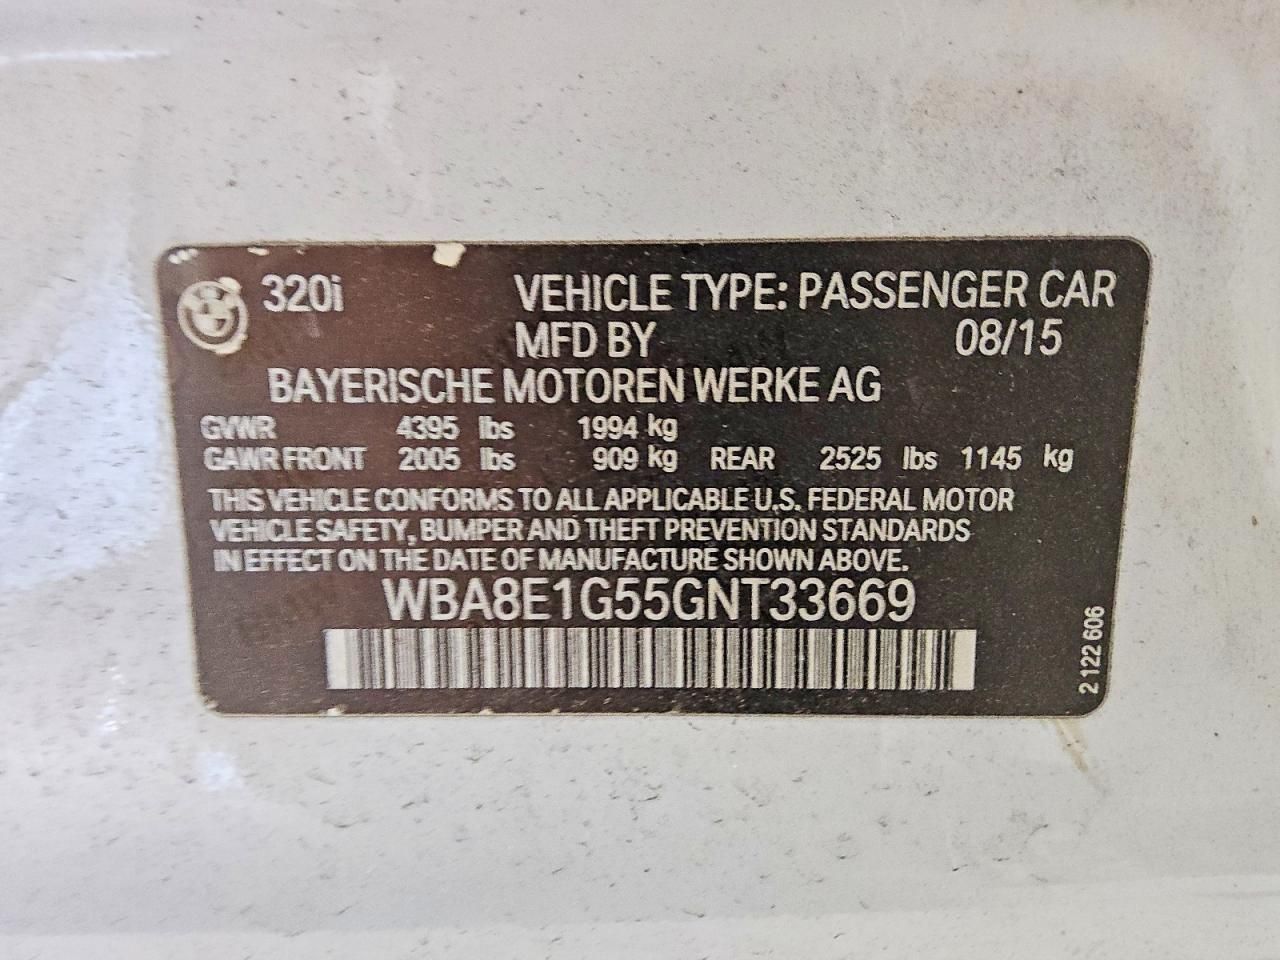 320i VEHICLE TYPE: PASSENGER CAR
MFD BY 08/15
BAYERISCHE MOTOREN WERKE AG
GVWR 4395 lbs 1994 kg
GAWR FRONT 2005 lbs 909 kg REAR 2525 lbs 1145 kg
THIS VEHICLE CONFORMS TO ALL APPLICABLE U.S. FEDERAL MOTOR
VEHICLE SAFETY, BUMPER AND THEFT PREVENTION STANDARDS
IN EFFECT ON THE DATE OF MANUFACTURE SHOWN ABOVE.
WBA8E1G55GNT33669
2 122 606